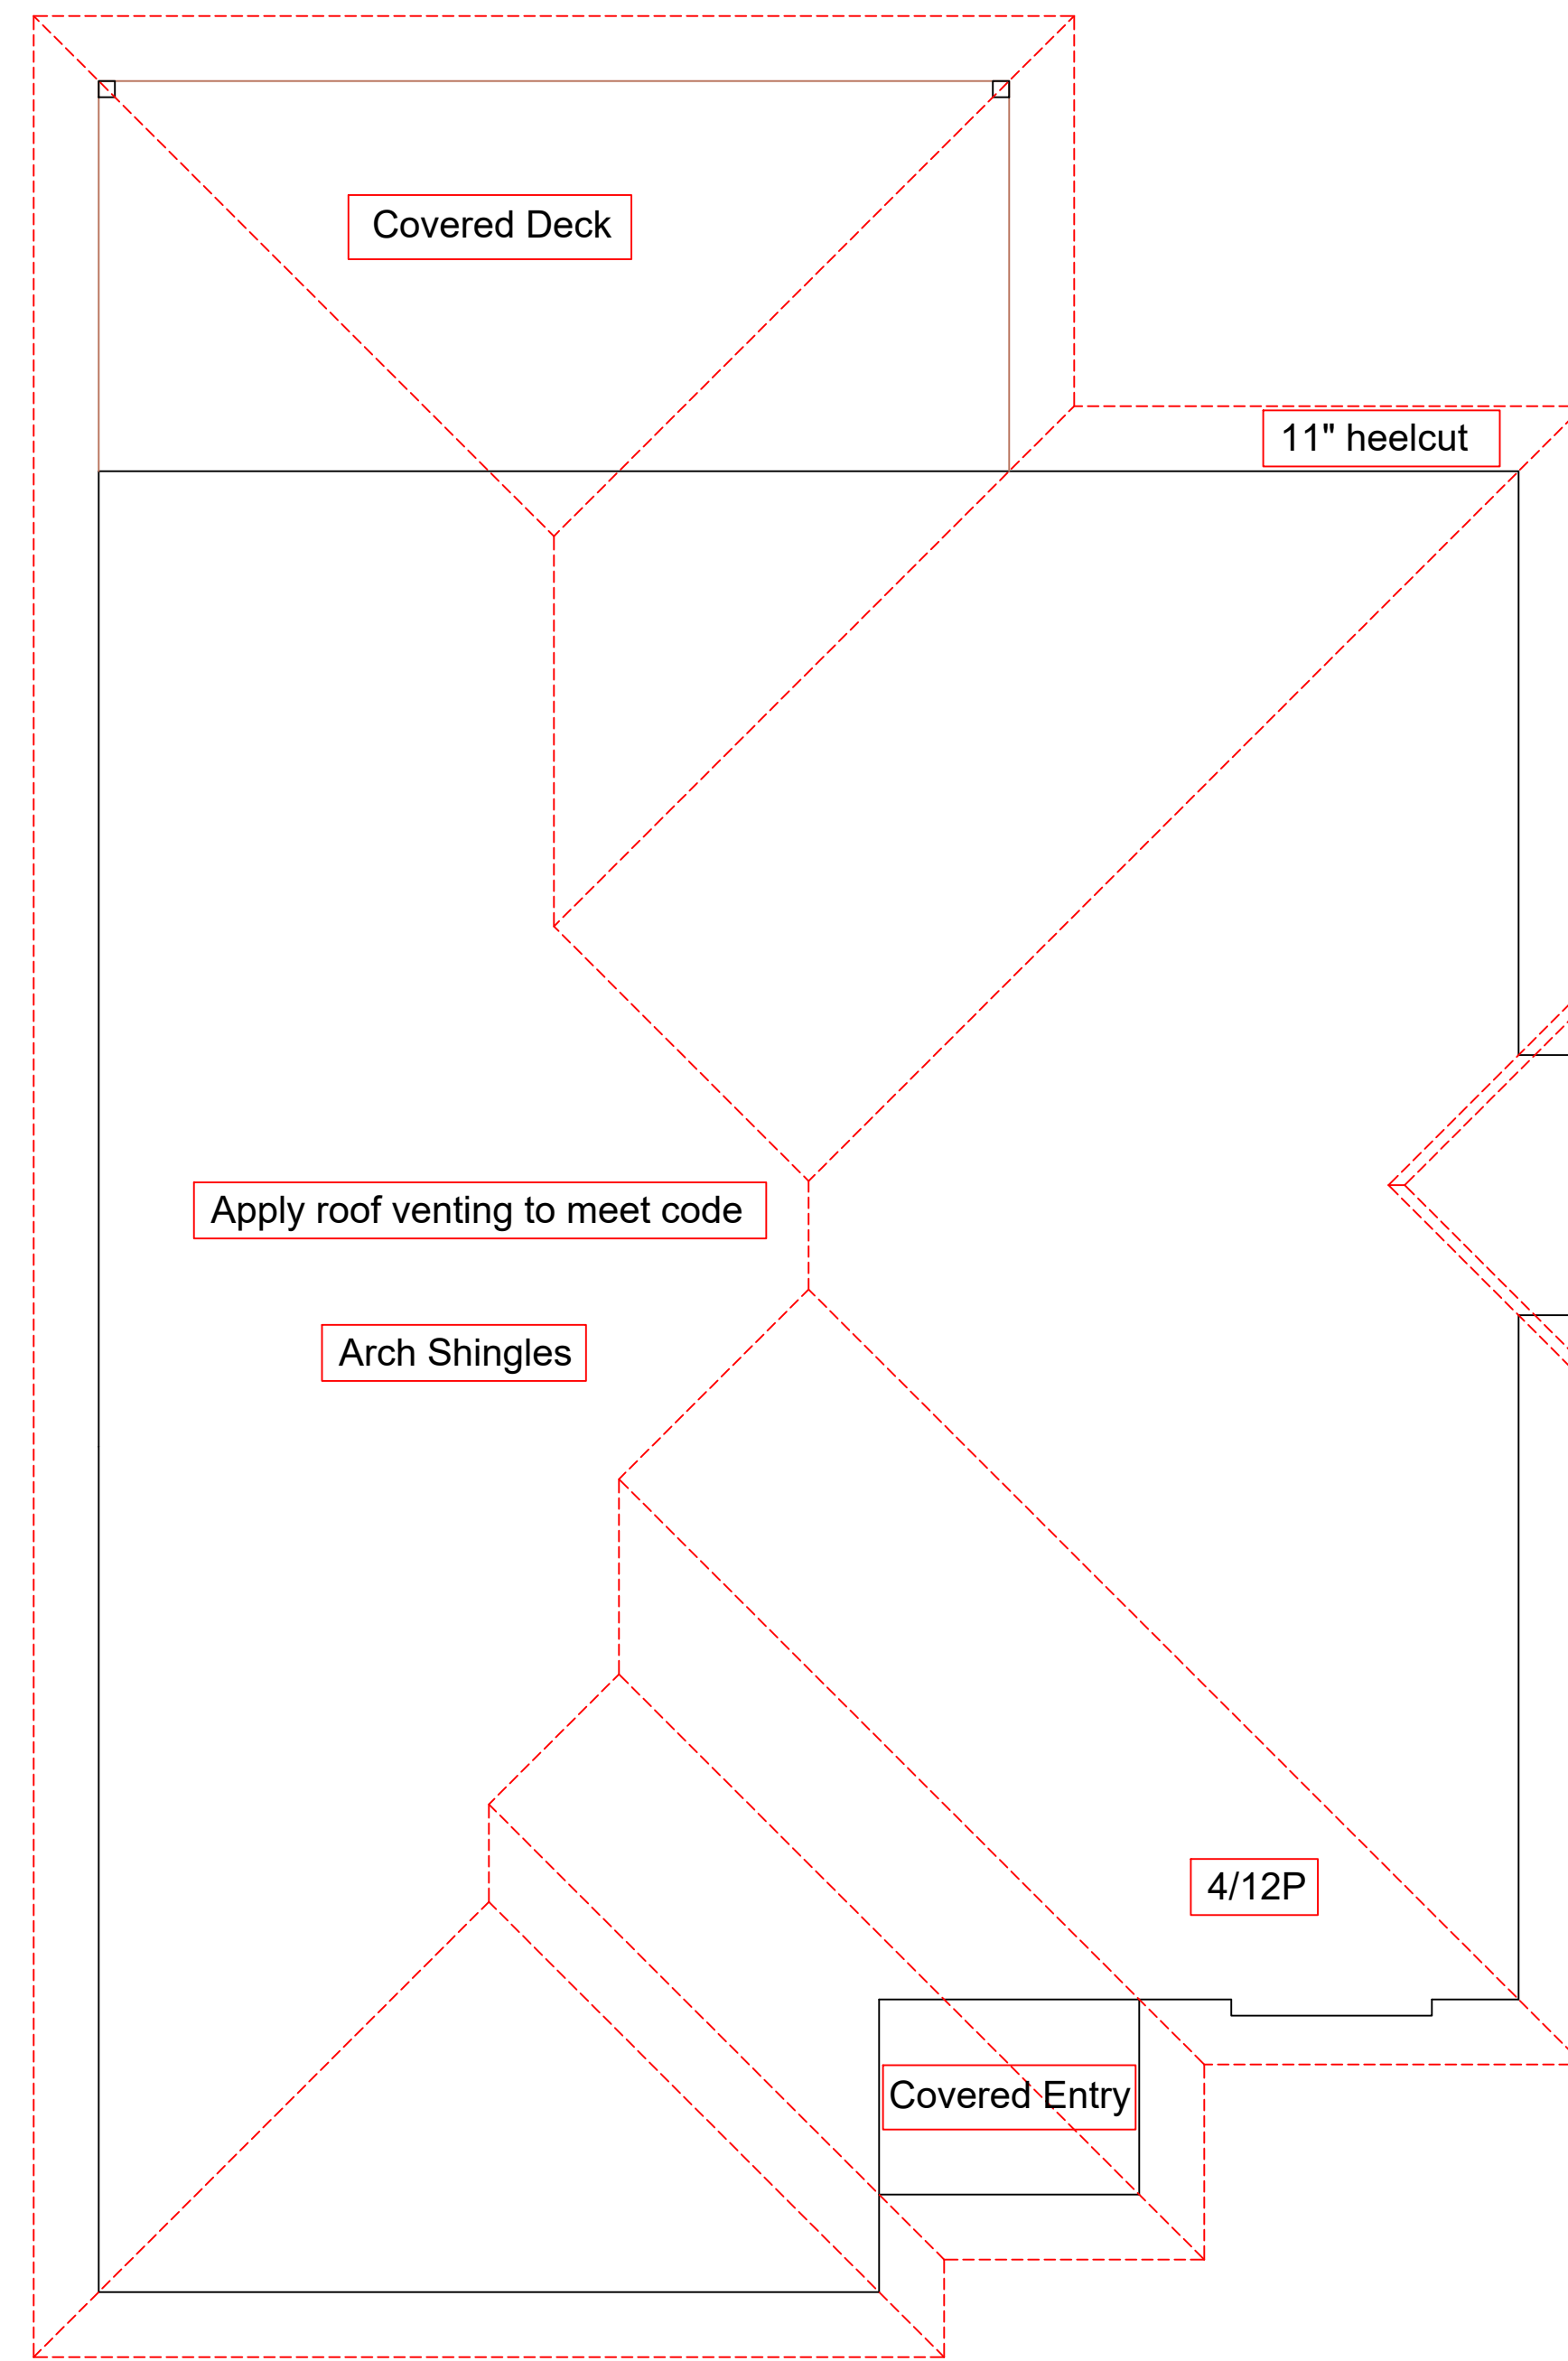 Covered Deck
11" heelcut
Apply roof venting to meet code
Arch Shingles
4/12P
Covered Entry